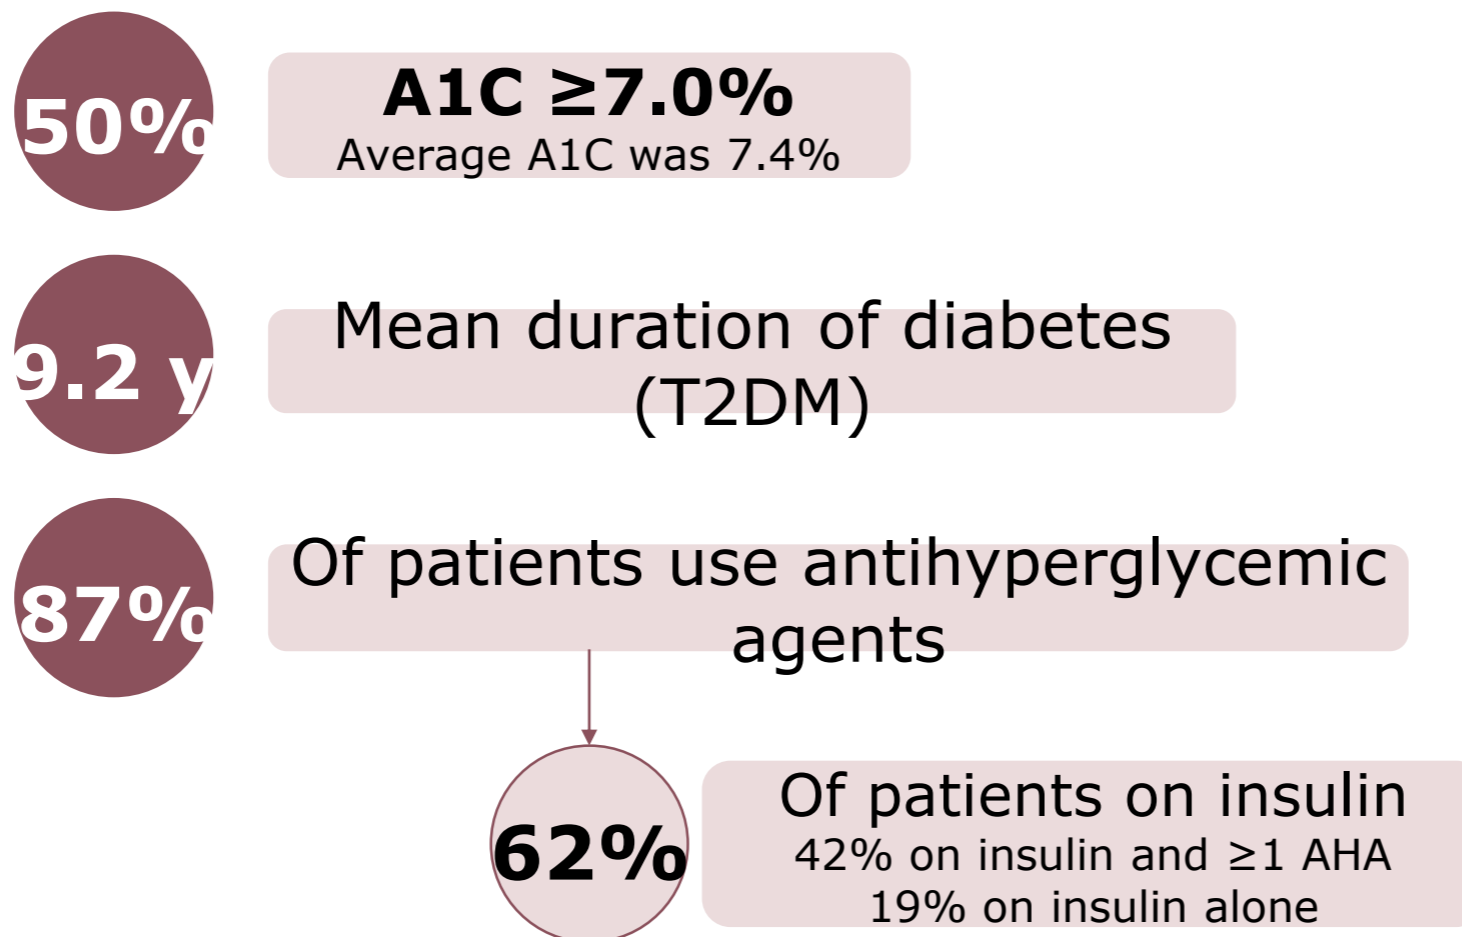 50%
A1C ≥7.0%
Average A1C was 7.4%
9.2 y
Mean duration of diabetes
(T2DM)
87%
Of patients use antihyperglycemic
agents
62%
Of patients on insulin
42% on insulin and ≥1 AHA
19% on insulin alone